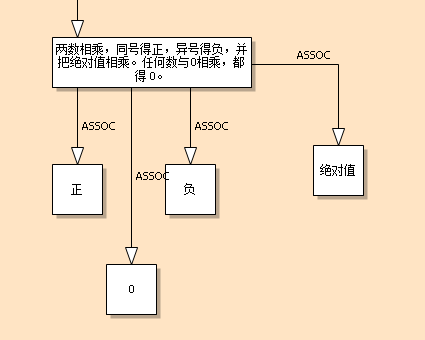 两数相乘，同号得正，异号得负，并
把绝对值相乘。任何数与0相乘，都
得 0。
ASSOC
ASSOC
ASSOC
ASSOC
正
负
绝对值
0